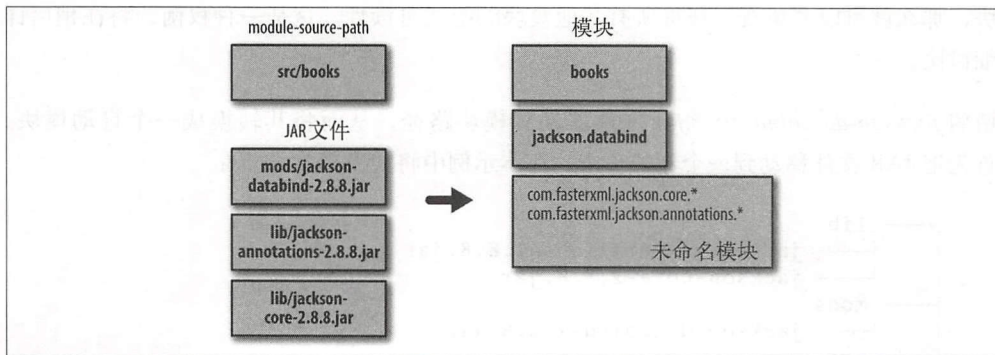 module-source-path
src/books
JAR文件
mods/jackson-
databind-2.8.8.jar
lib/jackson-
annotations-2.8.8.jar
lib/jackson-
core-2.8.8.jar
模块
books
jackson.databind
com.fasterxml.jackson.core.*
com.fasterxml.jackson.annotations.*
未命名模块